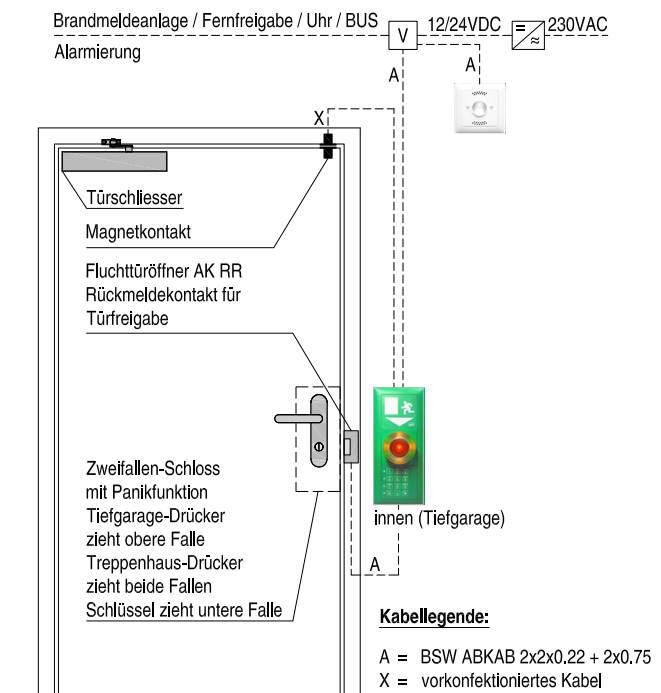 Brandmeldeanlage / Fernfreigabe / Uhr / BUS
V
12/24VDC
230VAC
Alarmierung
A
A
X
Türschliesser
Magnetkontakt
Fluchttüröffner AK RR
Rückmeldekontakt für
Türfreigabe
Zweifallen-Schloss
mit Panikfunktion
Tiefgarage-Drücker
zieht obere Falle
Treppenhaus-Drücker
zieht beide Fallen
Schlüssel zieht untere Falle
innen (Tiefgarage)
A
Kabellegende:
A = BSW ABKAB 2x2x0.22 + 2x0.75
X = vorkonfektioniertes Kabel